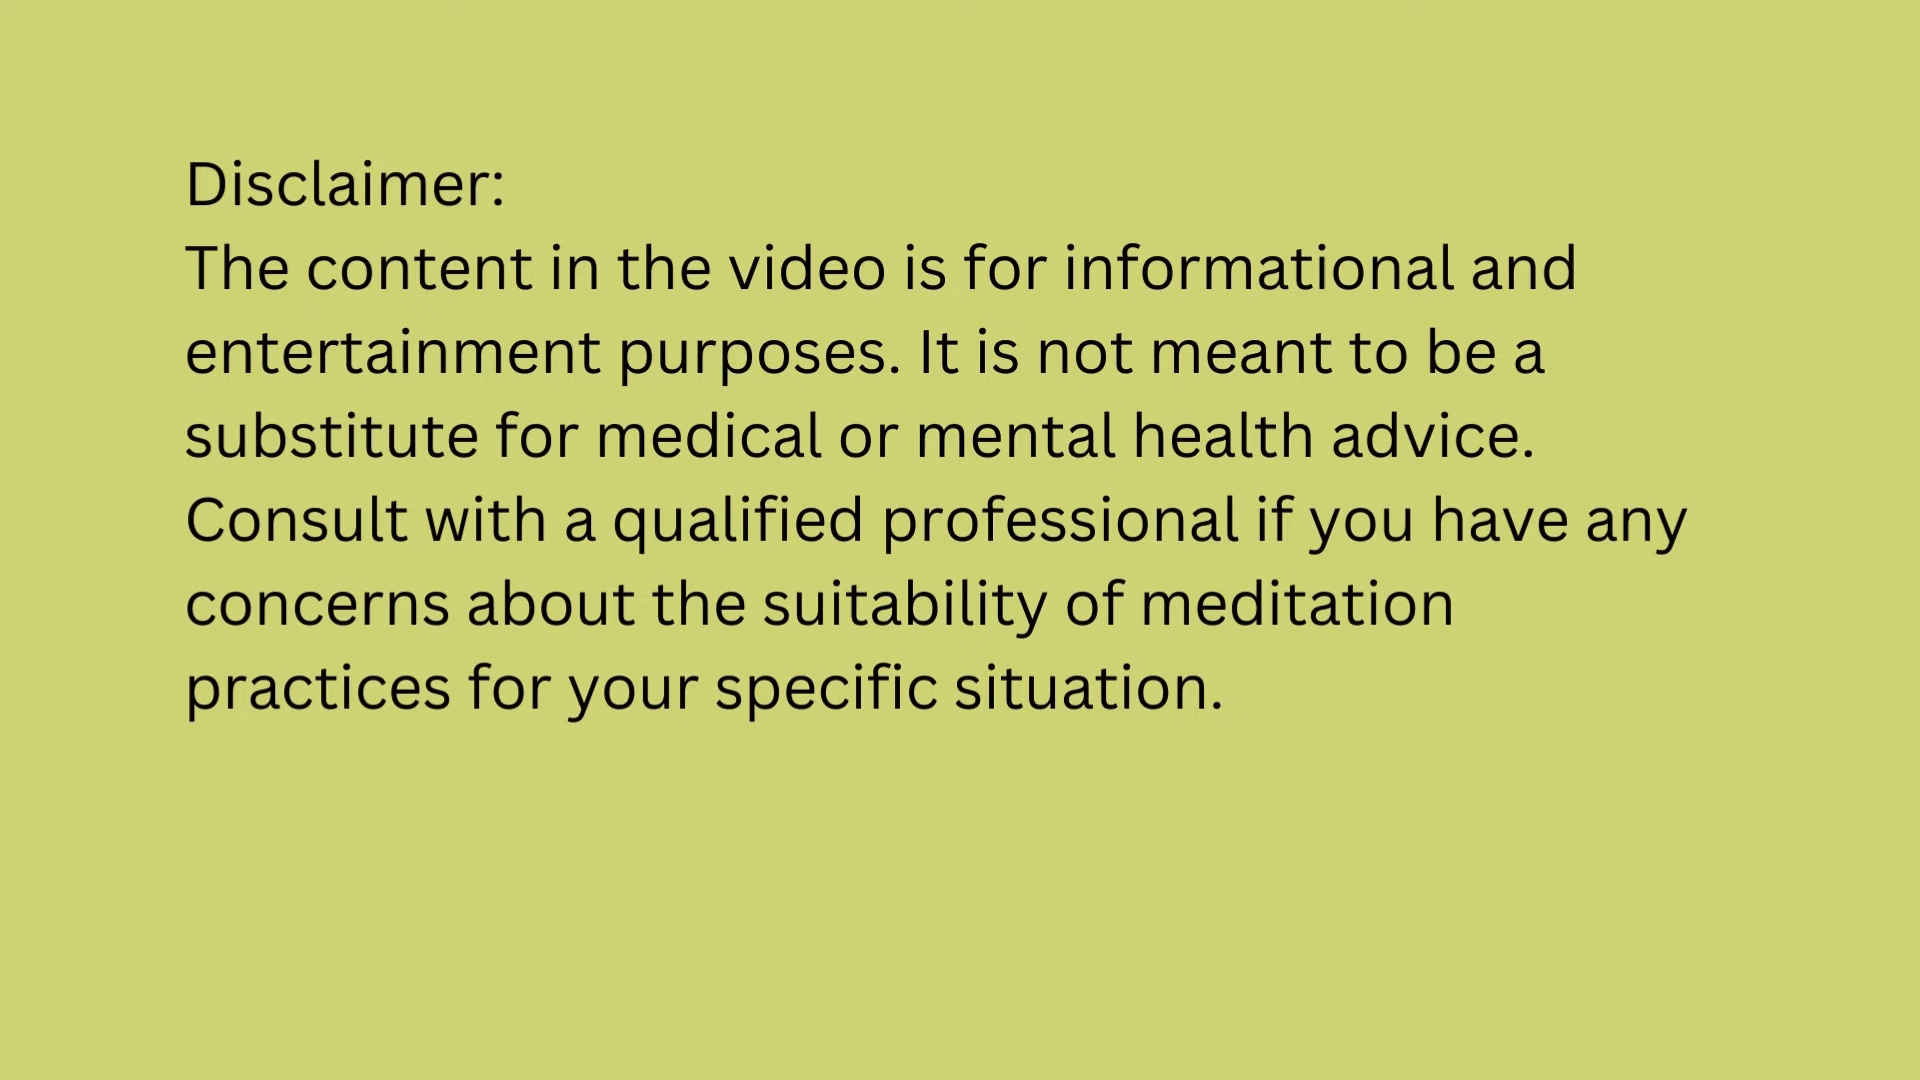 Disclaimer:
The content in the video is for informational and
entertainment purposes. It is not meant to be a
substitute for medical or mental health advice.
Consult with a qualified professional if you have any
concerns about the suitability of meditation
practices for your specific situation.